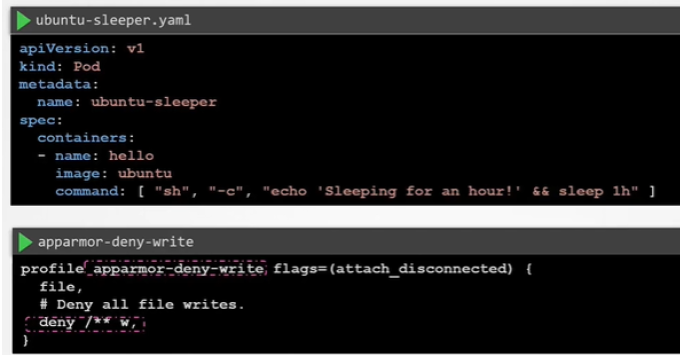 ubuntu-sleeper.yaml
apiVersion: v1
kind: Pod
metadata:
  name: ubuntu-sleeper
spec:
  containers:
  - name: hello
    image: ubuntu
    command: [ "sh", "-c", "echo 'Sleeping for an hour!' && sleep 1h" ]
apparmor-deny-write
profile apparmor-deny-write flags=(attach_disconnected) {
  file,
  # Deny all file writes.
  deny /** w,
}